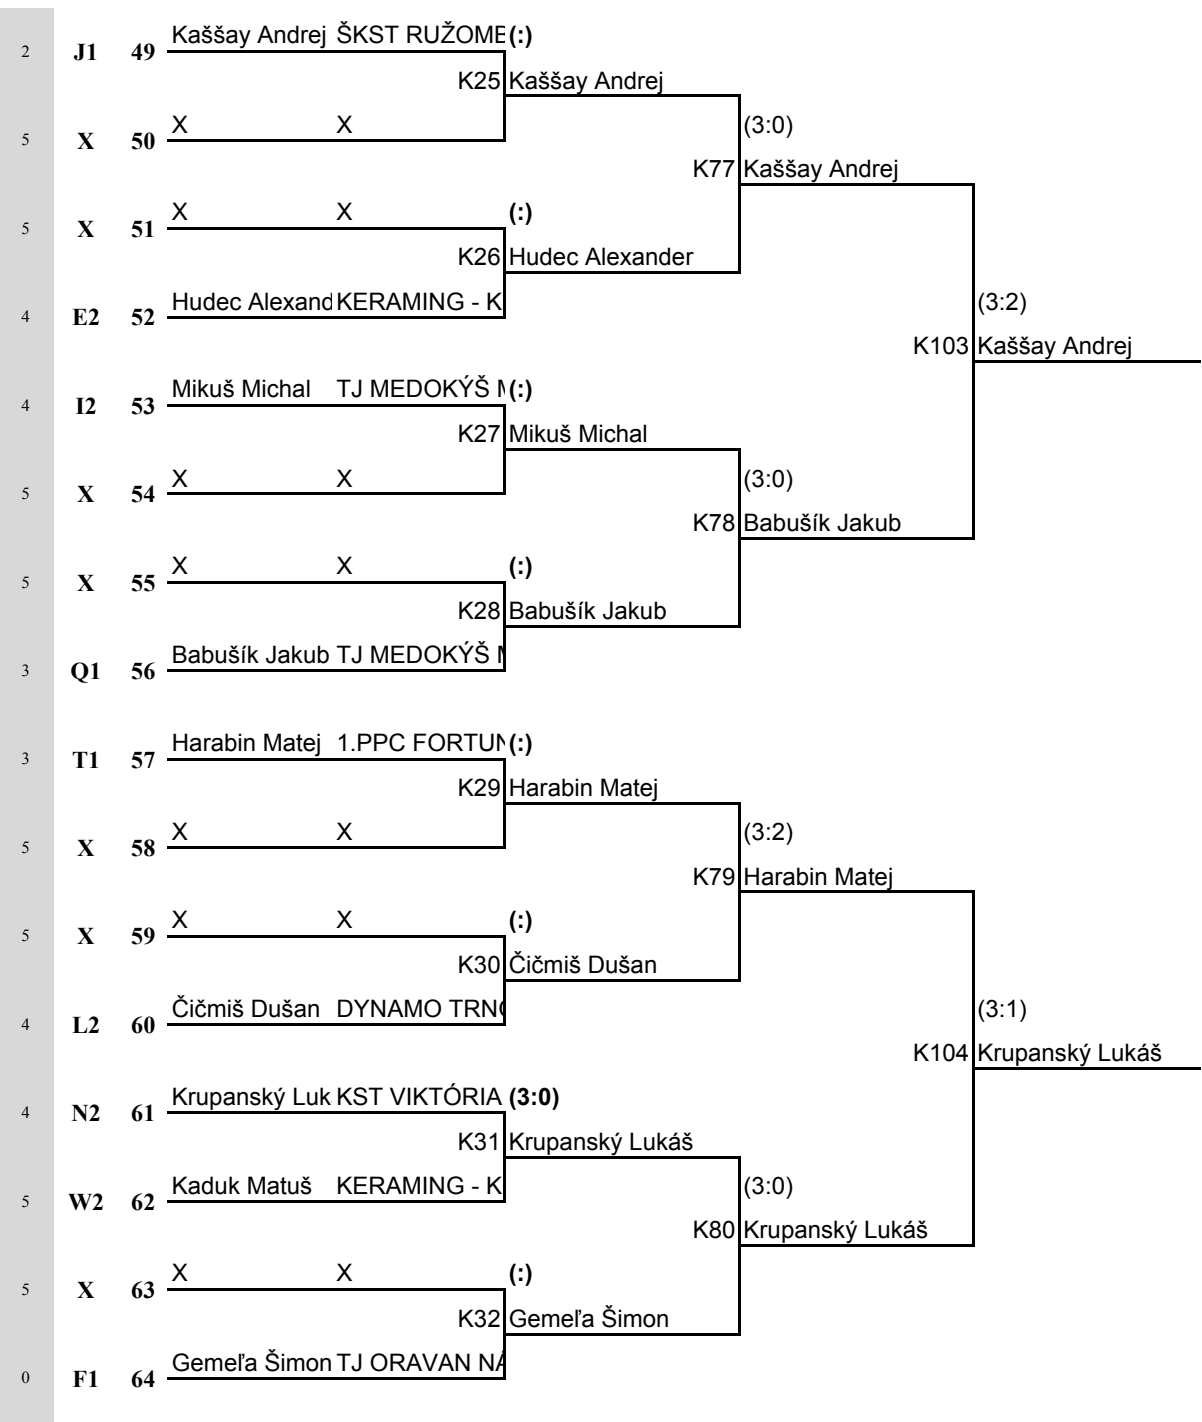 2 J1 49 Kaššay Andrej ŠKST RUŽOME (:)
K25 Kaššay Andrej
5 X 50 X X (3:0)
K77 Kaššay Andrej
5 X 51 X X (:)
K26 Hudec Alexander
4 E2 52 Hudec Alexand KERAMING - K (3:2)
K103 Kaššay Andrej
4 I2 53 Mikuš Michal TJ MEDOKÝŠ (:)
K27 Mikuš Michal
5 X 54 X X (3:0)
K78 Babušík Jakub
5 X 55 X X (:)
K28 Babušík Jakub
3 Q1 56 Babušík Jakub TJ MEDOKÝŠ
3 T1 57 Harabin Matej 1.PPC FORTUN (:)
K29 Harabin Matej
5 X 58 X X (3:2)
K79 Harabin Matej
5 X 59 X X (:)
K30 Čičmiš Dušan
4 L2 60 Čičmiš Dušan DYNAMO TRN (3:1)
K104 Krupanský Lukáš
4 N2 61 Krupanský Luk KST VIKTÓRIA (3:0)
K31 Krupanský Lukáš
5 W2 62 Kaduk Matuš KERAMING - K (3:0)
K80 Krupanský Lukáš
5 X 63 X X (:)
K32 Gemeľa Šimon
0 F1 64 Gemeľa Šimon TJ ORAVAN NÁ